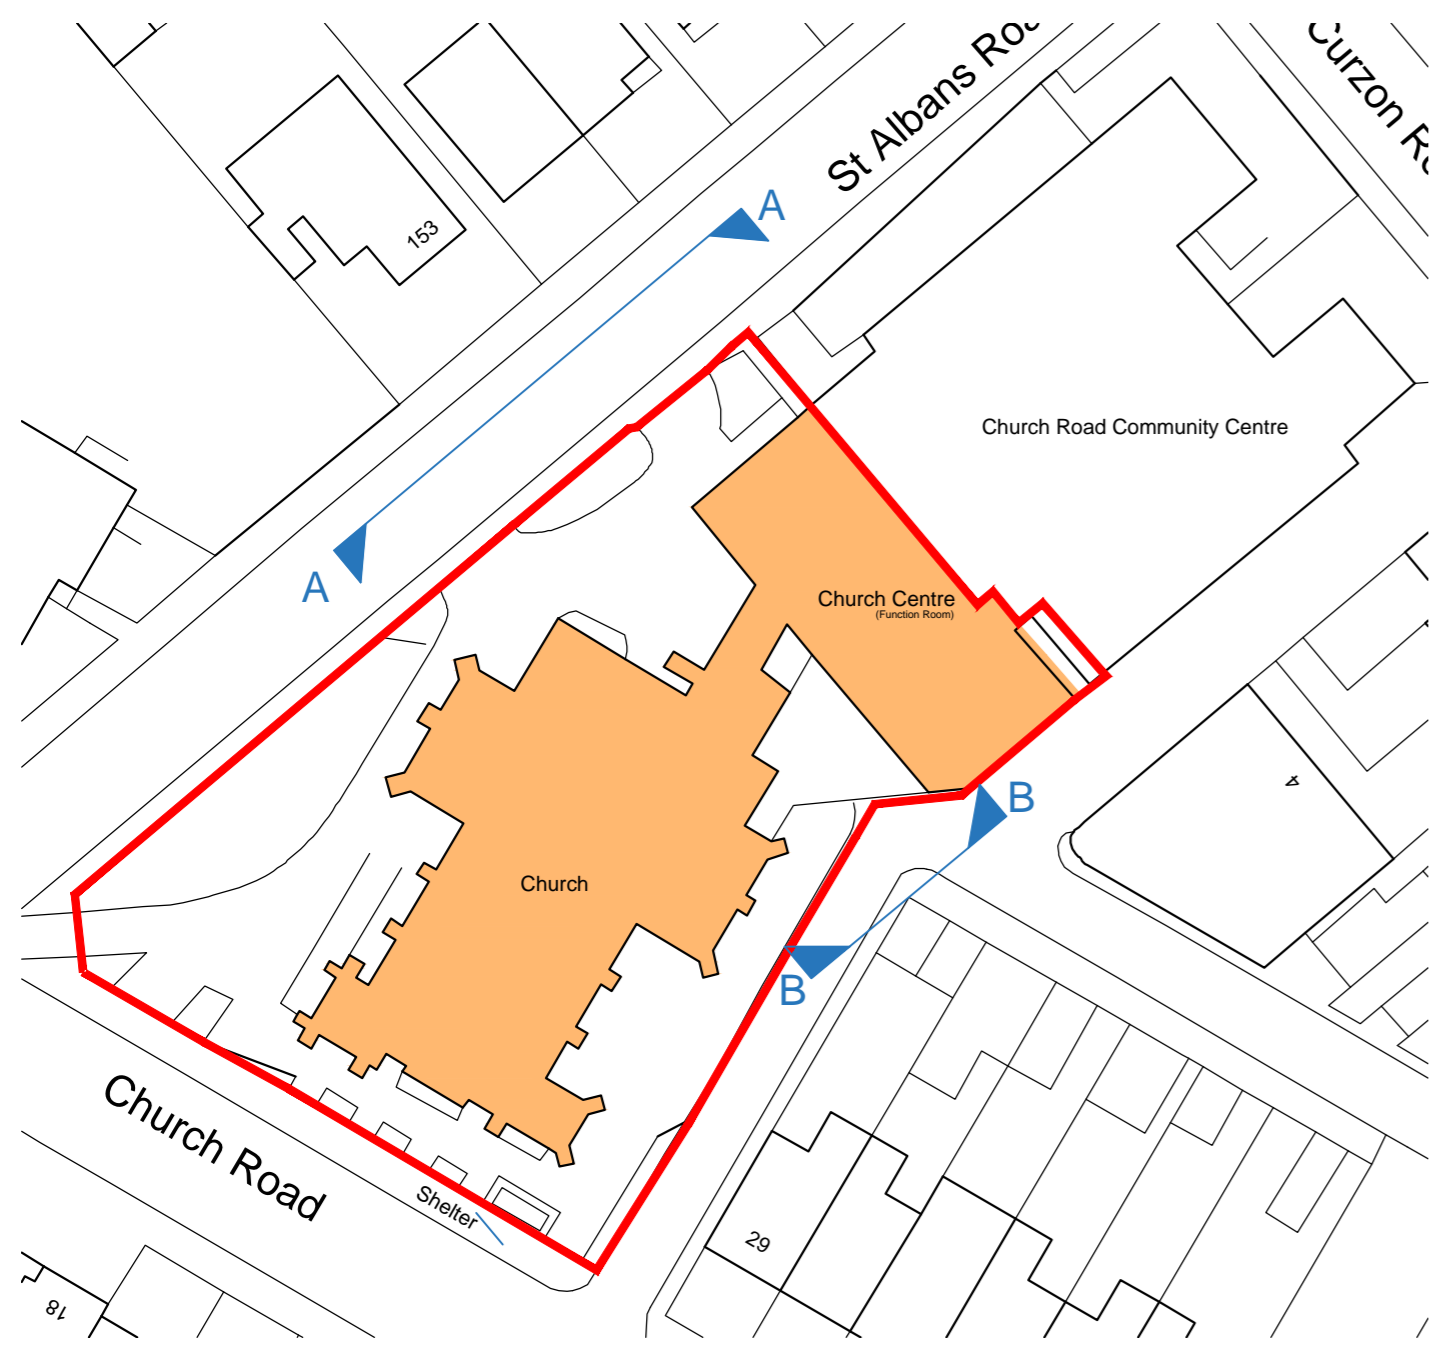 St Albans Roa
Curzon Ro
A
153
Church Road Community Centre
A
Church Centre
(Function Room)
4
B
Church
B
Church Road
Shelter
29
18